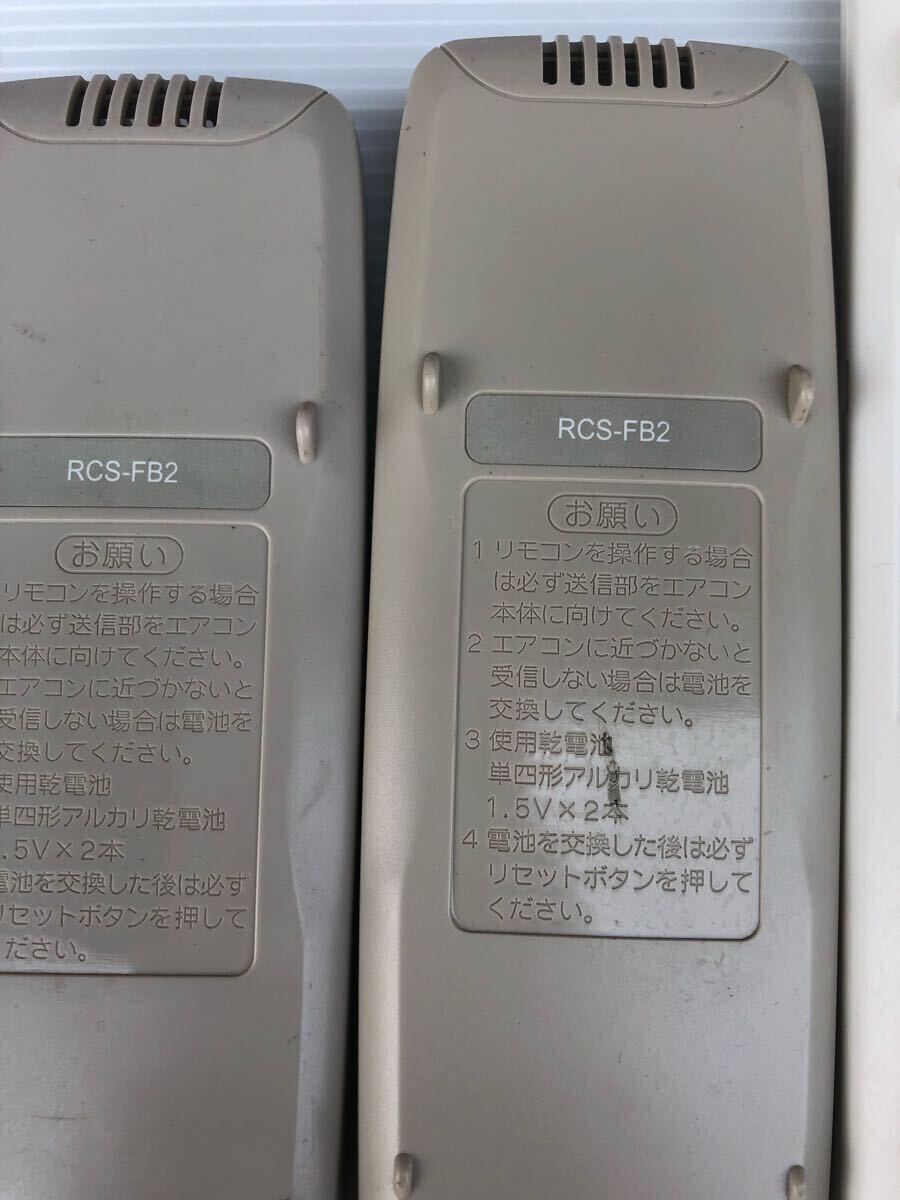 RCS-FB2
お願い
リモコンを操作する場合
は必ず送信部をエアコン
本体に向けてください。
エアコンに近づかないと
受信しない場合は電池を
交換してください。
使用乾電池
単四形アルカリ乾電池
.5V×2本
電池を交換した後は必ず
リセットボタンを押して
ください。
RCS-FB2
お願い
1 リモコンを操作する場合
は必ず送信部をエアコン
本体に向けてください。
2 エアコンに近づかないと
受信しない場合は電池を
交換してください。
3 使用乾電池
単四形アルカリ乾電池
1.5V×2本
4 電池を交換した後は必ず
リセットボタンを押して
ください。